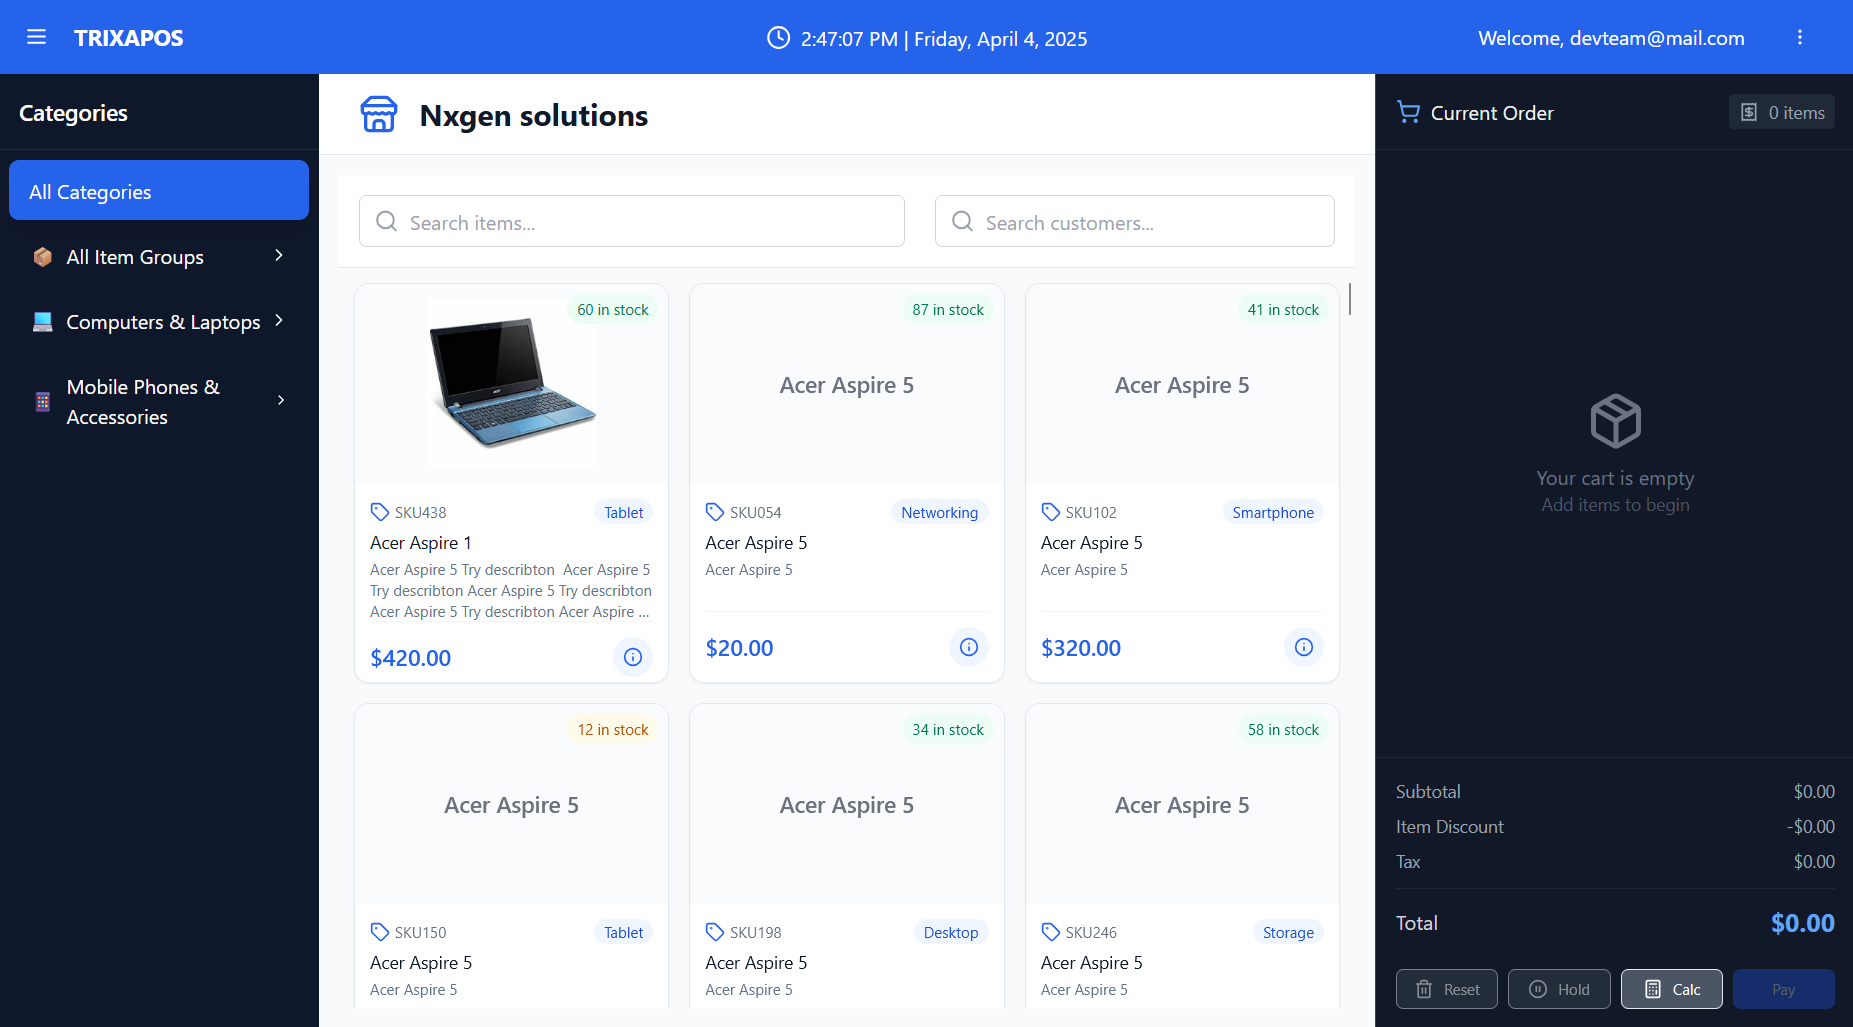 TRIXAPOS
2:47:07 PM | Friday, April 4, 2025
Welcome, devteam@mail.com
Categories
All Categories
All Item Groups
Computers & Laptops
Mobile Phones &
Accessories
Nxgen solutions
Search items...
Search customers...
60 in stock
SKU438
Tablet
Acer Aspire 1
Acer Aspire 5 Try describton  Acer Aspire 5
Try describton Acer Aspire 5 Try describton
Acer Aspire 5 Try describton Acer Aspire ...
$420.00
87 in stock
Acer Aspire 5
SKU054
Networking
Acer Aspire 5
Acer Aspire 5
$20.00
41 in stock
Acer Aspire 5
SKU102
Smartphone
Acer Aspire 5
Acer Aspire 5
$320.00
12 in stock
Acer Aspire 5
SKU150
Tablet
Acer Aspire 5
Acer Aspire 5
34 in stock
Acer Aspire 5
SKU198
Desktop
Acer Aspire 5
Acer Aspire 5
58 in stock
Acer Aspire 5
SKU246
Storage
Acer Aspire 5
Acer Aspire 5
Current Order
0 items
Your cart is empty
Add items to begin
Subtotal $0.00
Item Discount -$0.00
Tax $0.00
Total $0.00
Reset
Hold
Calc
Pay